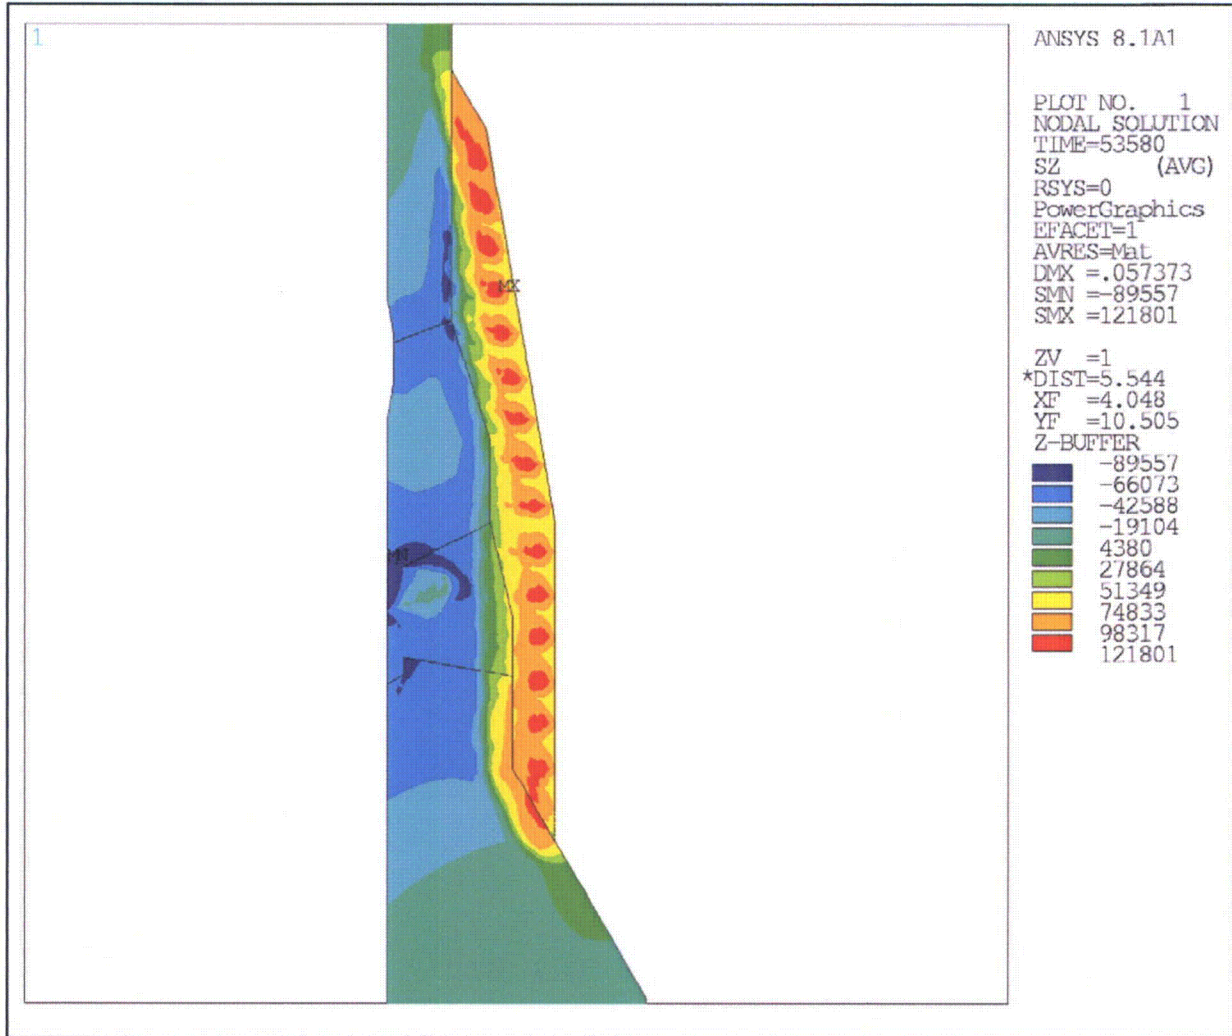 1
ANSYS 8.1A1
PLOT NO. 1
NODAL SOLUTION
TIME=53580
SZ (AVG)
RSYS=0
PowerGraphics
EFACET=1
AVRES=Mat
DMX =.057373
SMN =-89557
SMX =121801
ZV =1
*DIST=5.544
XF =4.048
YF =10.505
Z-BUFFER
-89557
-66073
-42588
-19104
4380
27864
51349
74833
98317
121801
MX
MN